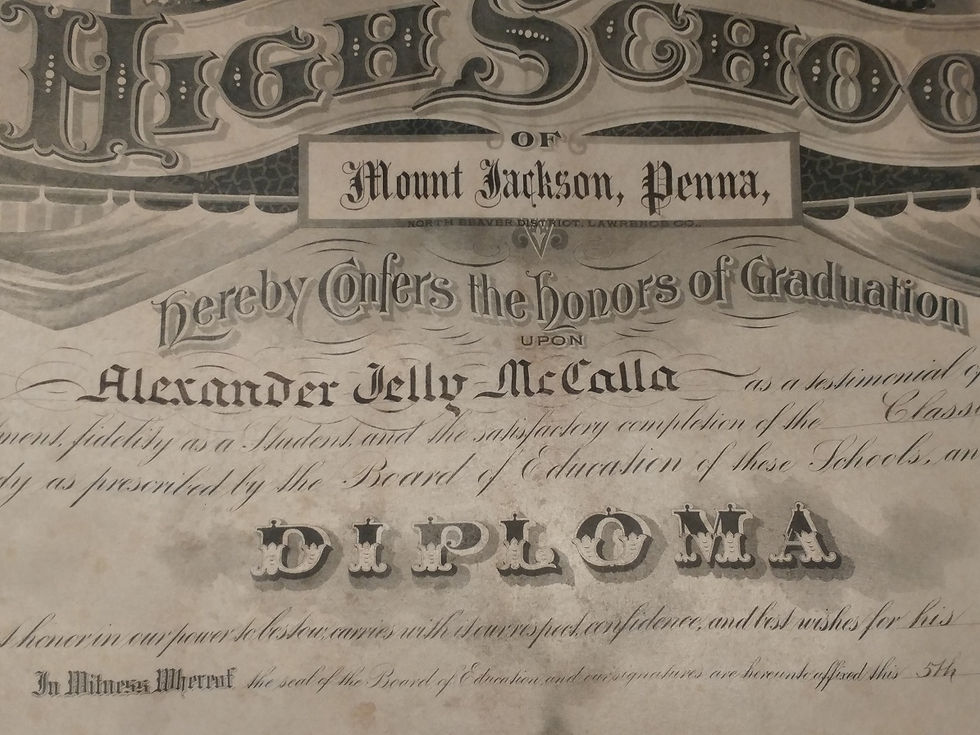 HIGH SCHOO
OF
Mount Jackson, Penna,
NORTH BEAVER DISTRICT, LAWRENCE CO.,
hereby Confers the honors of Graduation
UPON
Alexander Jelly McCalla as a testimonial of
ment, fidelity as a Student, and the satisfactory completion of the Class
dy as prescribed by the Board of Education of these Schools, an
DIPLOMA
t honor in our power to bestow, carries with it our respect, confidence, and best wishes for his
In Witness Whereof the seal of the Board of Education and our signatures are hereunto affixed this 5th